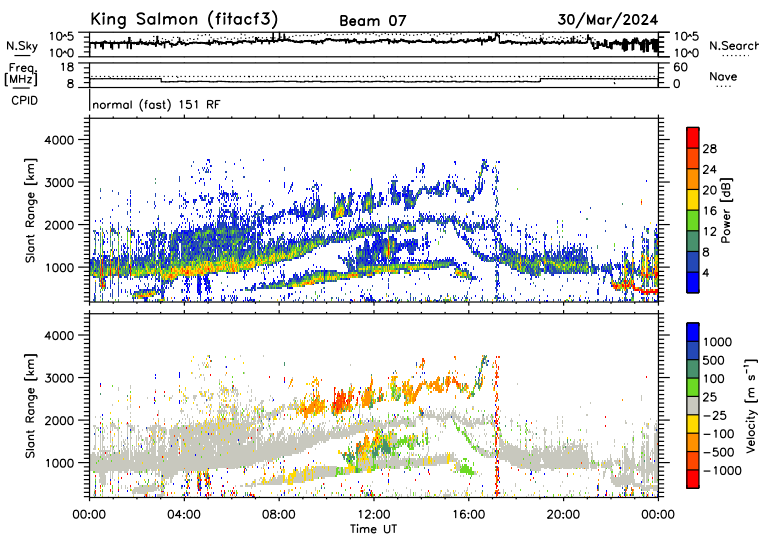 King Salmon (fitacf3) Beam 07 30/Mar/2024
N.Sky 10^5 10^0 10^5 10^0 N.Search
Freq. [MHz] 18 8 60 0 Nave
CPID normal (fast) 151 RF
Slant Range [km]
4000
3000
2000
1000
28
24
20
16
12
8
4
Power [dB]
Slant Range [km]
4000
3000
2000
1000
1000
500
100
25
−25
−100
−500
−1000
Velocity [m s⁻¹]
00:00 04:00 08:00 12:00 16:00 20:00 00:00
Time UT